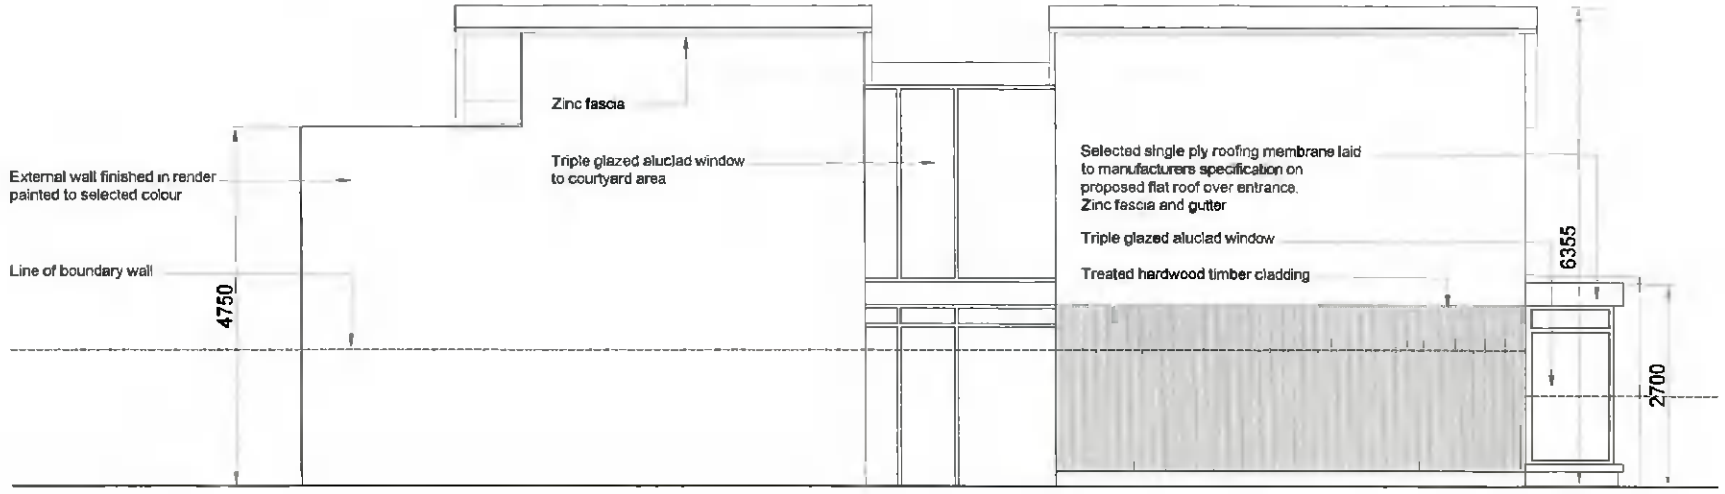 Zinc fascia
Triple glazed aluclad window
to courtyard area
External wall finished in render
painted to selected colour
Line of boundary wall
4750
Selected single ply roofing membrane laid
to manufacturers specification on
proposed flat roof over entrance.
Zinc fascia and gutter
Triple glazed aluclad window
Treated hardwood timber cladding
6355
2700